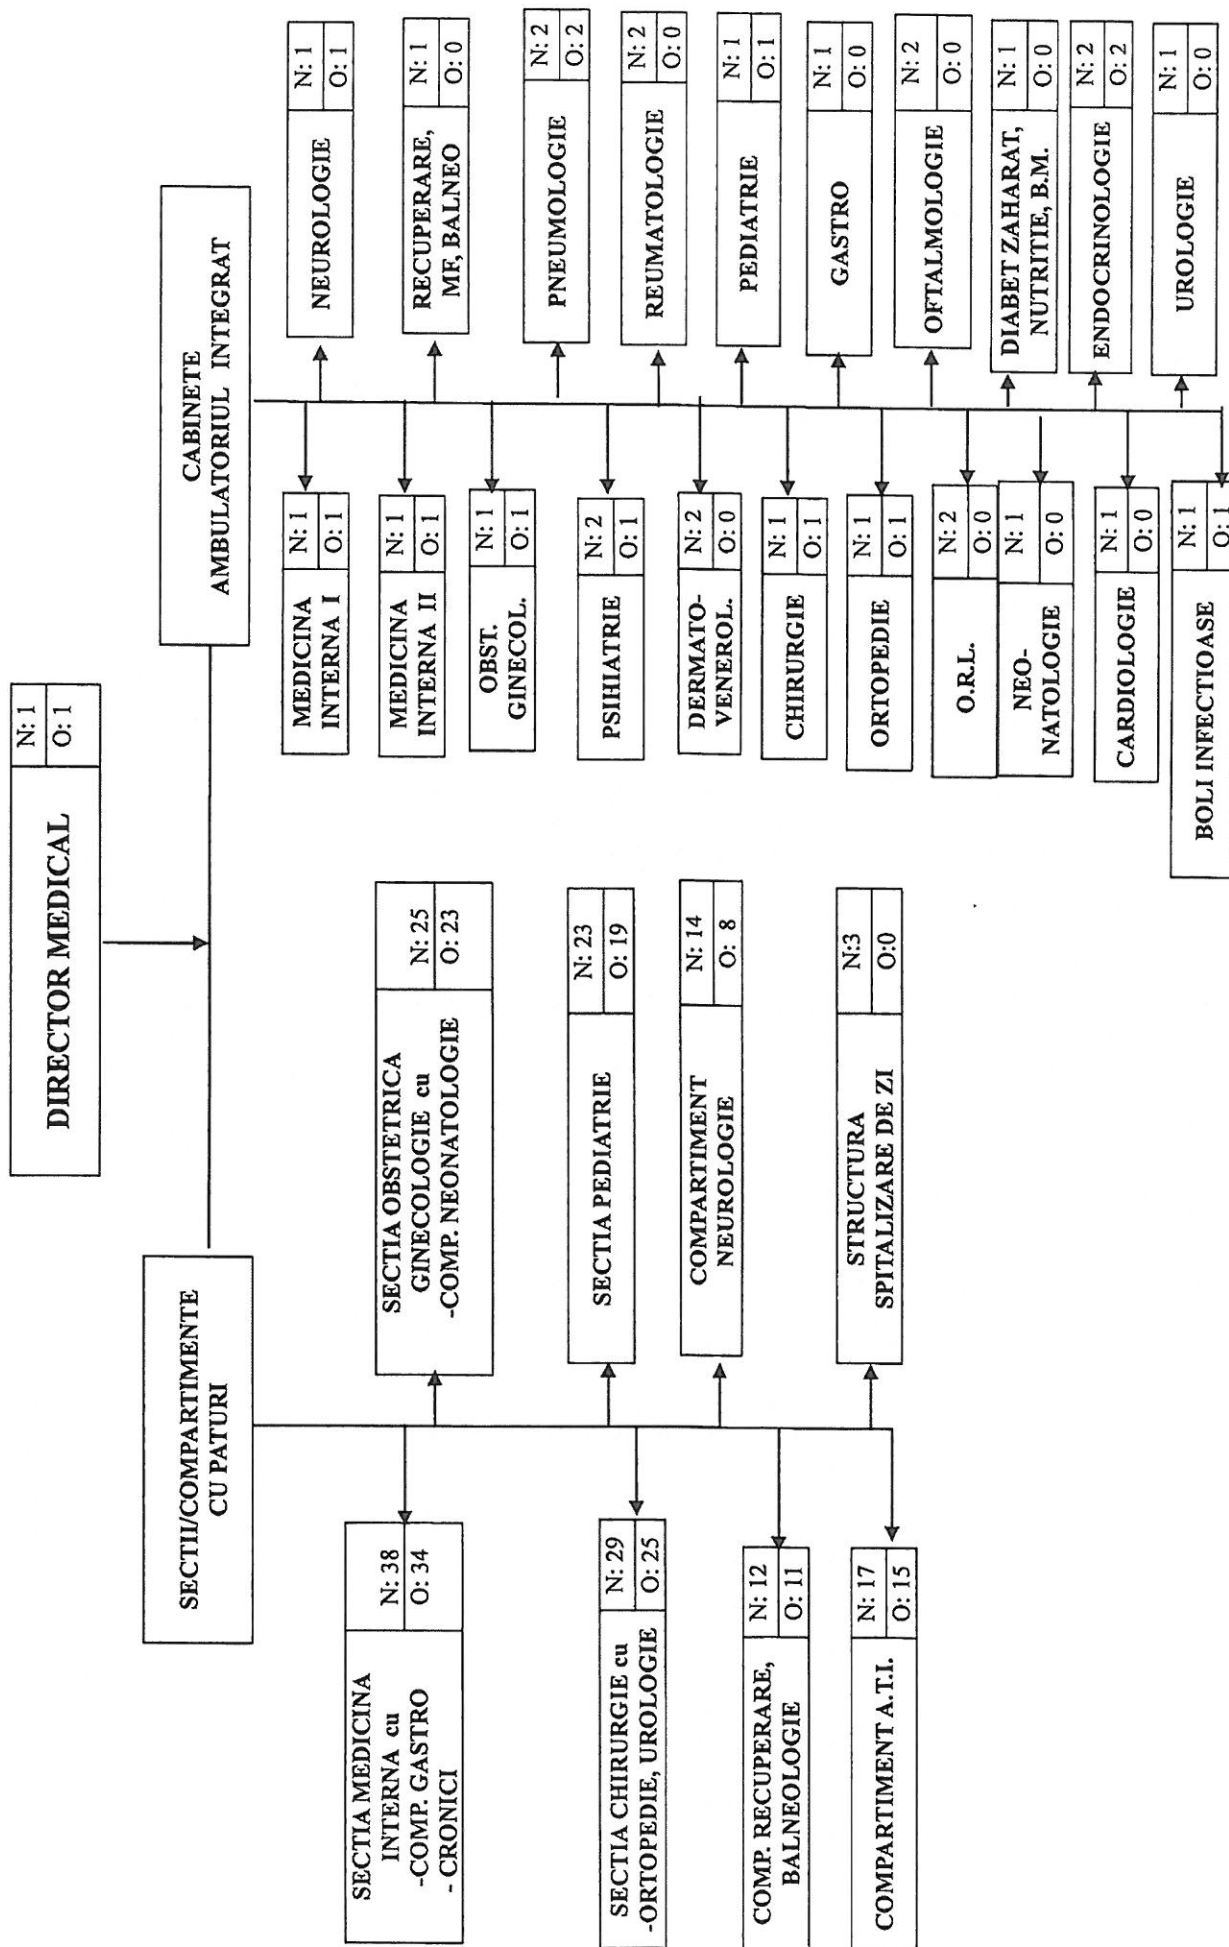 DIRECTOR MEDICAL
N: 1
O: 1
SECTII/COMPARTIMENTE
CU PATURI
CABINETE
AMBULATORIUL INTEGRAT
SECTIA MEDICINA
INTERNA cu
-COMP. GASTRO
- CRONICI
N: 38
O: 34
SECTIA OBSTETRICA
GINECOLOGIE cu
-COMP. NEONATOLOGIE
N: 25
O: 23
SECTIA CHIRURGIE cu
-ORTOPEDIE, UROLOGIE
N: 29
O: 25
SECTIA PEDIATRIE
N: 23
O: 19
COMP. RECUPERARE,
BALNEOLOGIE
N: 12
O: 11
COMPARTIMENT
NEUROLOGIE
N: 14
O: 8
COMPARTIMENT A.T.I.
N: 17
O: 15
STRUCTURA
SPITALIZARE DE ZI
N:3
O:0
MEDICINA
INTERNA I
N: 1
O: 1
NEUROLOGIE
N: 1
O: 1
MEDICINA
INTERNA II
N: 1
O: 1
RECUPERARE,
MF, BALNEO
N: 1
O: 0
OBST.
GINECOL.
N: 1
O: 1
PNEUMOLOGIE
N: 2
O: 2
PSIHIATRIE
N: 2
O: 1
REUMATOLOGIE
N: 2
O: 0
DERMATO-
VENEROL.
N: 2
O: 0
PEDIATRIE
N: 1
O: 1
CHIRURGIE
N: 1
O: 1
GASTRO
N: 1
O: 0
ORTOPEDIE
N: 1
O: 1
OFTALMOLOGIE
N: 2
O: 0
O.R.L.
N: 2
O: 0
DIABET ZAHARAT,
NUTRITIE, B.M.
N: 1
O: 0
NEO-
NATOLOGIE
N: 1
O: 0
ENDOCRINOLOGIE
N: 2
O: 2
CARDIOLOGIE
N: 1
O: 0
UROLOGIE
N: 1
O: 0
BOLI INFECTIOASE
N: 1
O: 1